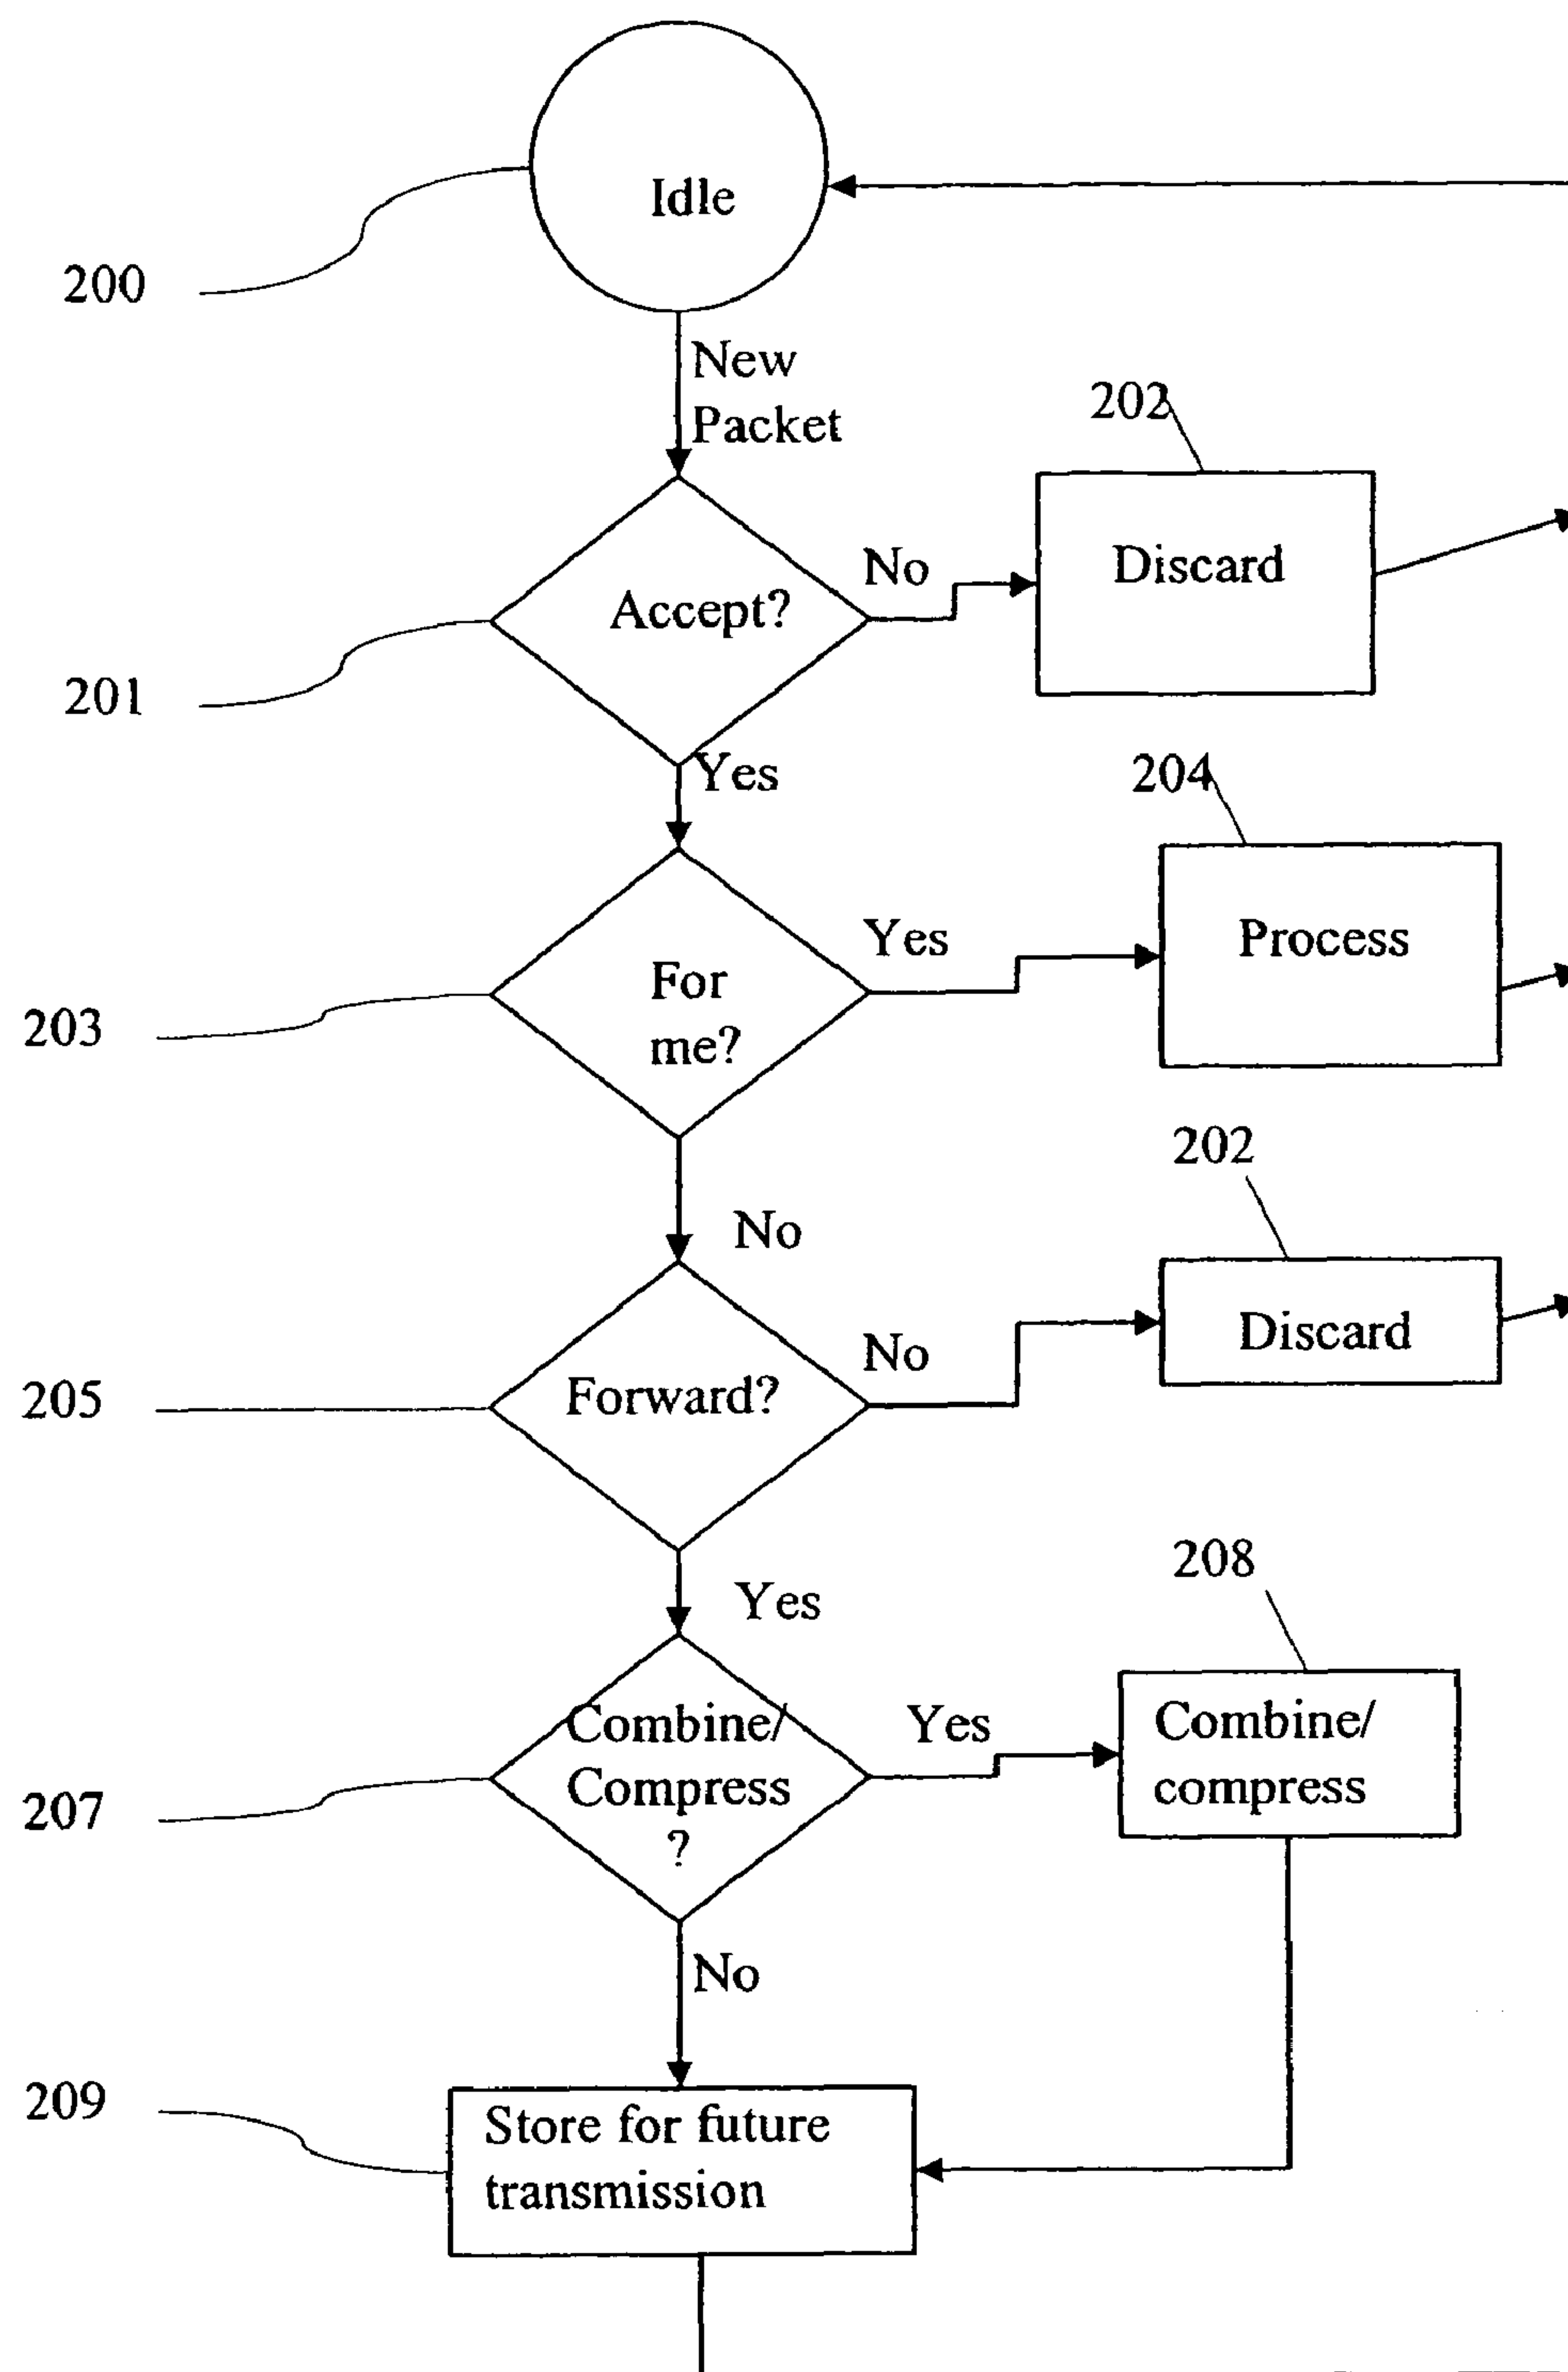 Idle
200
New
Packet
202
Accept?
No
Discard
201
Yes
204
For
me?
Yes
Process
203
No
202
Forward?
No
Discard
205
Yes
208
Combine/
Compress
?
Yes
Combine/
compress
207
No
209
Store for future
transmission